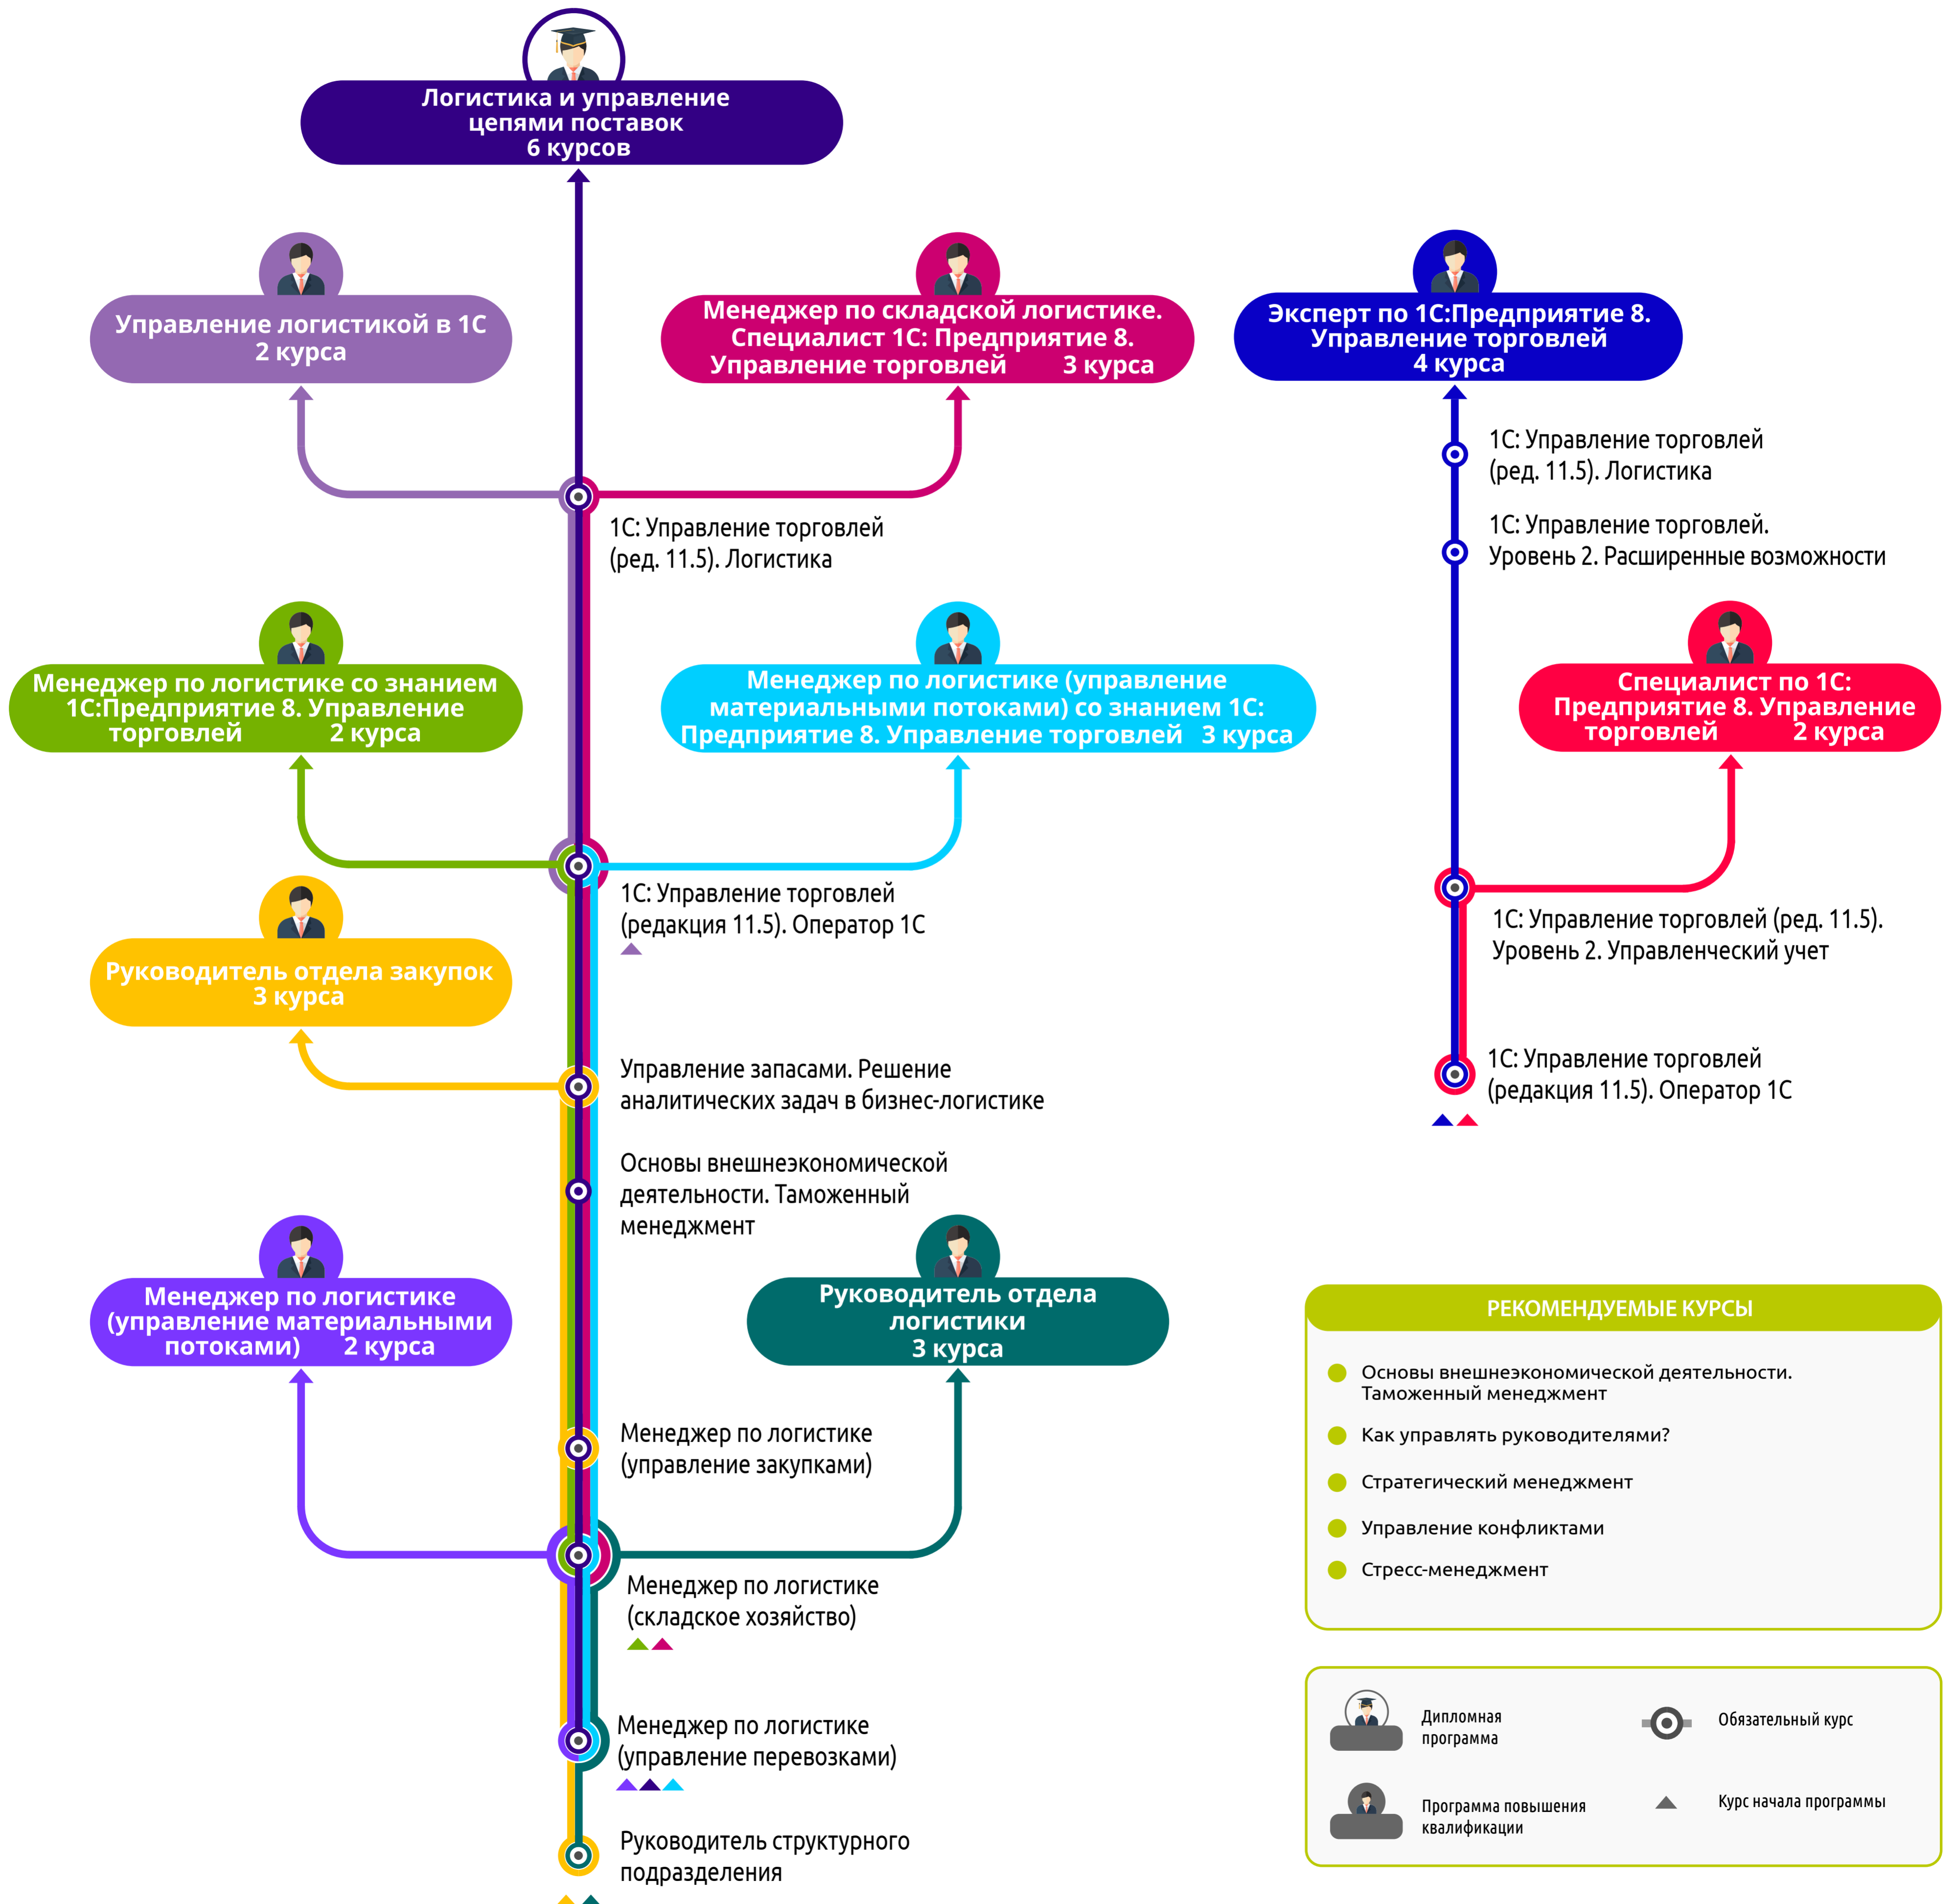 Логистика и управление
цепями поставок
6 курсов
Управление логистикой в 1С
2 курса
Менеджер по складской логистике.
Специалист 1С: Предприятие 8.
Управление торговлей 3 курса
Эксперт по 1С:Предприятие 8.
Управление торговлей
4 курса
1С: Управление торговлей
(ред. 11.5). Логистика
1С: Управление торговлей.
Уровень 2. Расширенные возможности
1С: Управление торговлей
(ред. 11.5). Логистика
Менеджер по логистике со знанием
1С:Предприятие 8. Управление
торговлей 2 курса
Менеджер по логистике (управление
материальными потоками) со знанием 1С:
Предприятие 8. Управление торговлей 3 курса
Специалист по 1С:
Предприятие 8. Управление
торговлей 2 курса
1С: Управление торговлей
(редакция 11.5). Оператор 1С
1С: Управление торговлей (ред. 11.5).
Уровень 2. Управленческий учет
Руководитель отдела закупок
3 курса
Управление запасами. Решение
аналитических задач в бизнес-логистике
1С: Управление торговлей
(редакция 11.5). Оператор 1С
Основы внешнеэкономической
деятельности. Таможенный
менеджмент
Менеджер по логистике
(управление материальными
потоками) 2 курса
Руководитель отдела
логистики
3 курса
Менеджер по логистике
(управление закупками)
Менеджер по логистике
(складское хозяйство)
Менеджер по логистике
(управление перевозками)
Руководитель структурного
подразделения
РЕКОМЕНДУЕМЫЕ КУРСЫ
Основы внешнеэкономической деятельности.
Таможенный менеджмент
Как управлять руководителями?
Стратегический менеджмент
Управление конфликтами
Стресс-менеджмент
Дипломная
программа
Обязательный курс
Программа повышения
квалификации
Курс начала программы